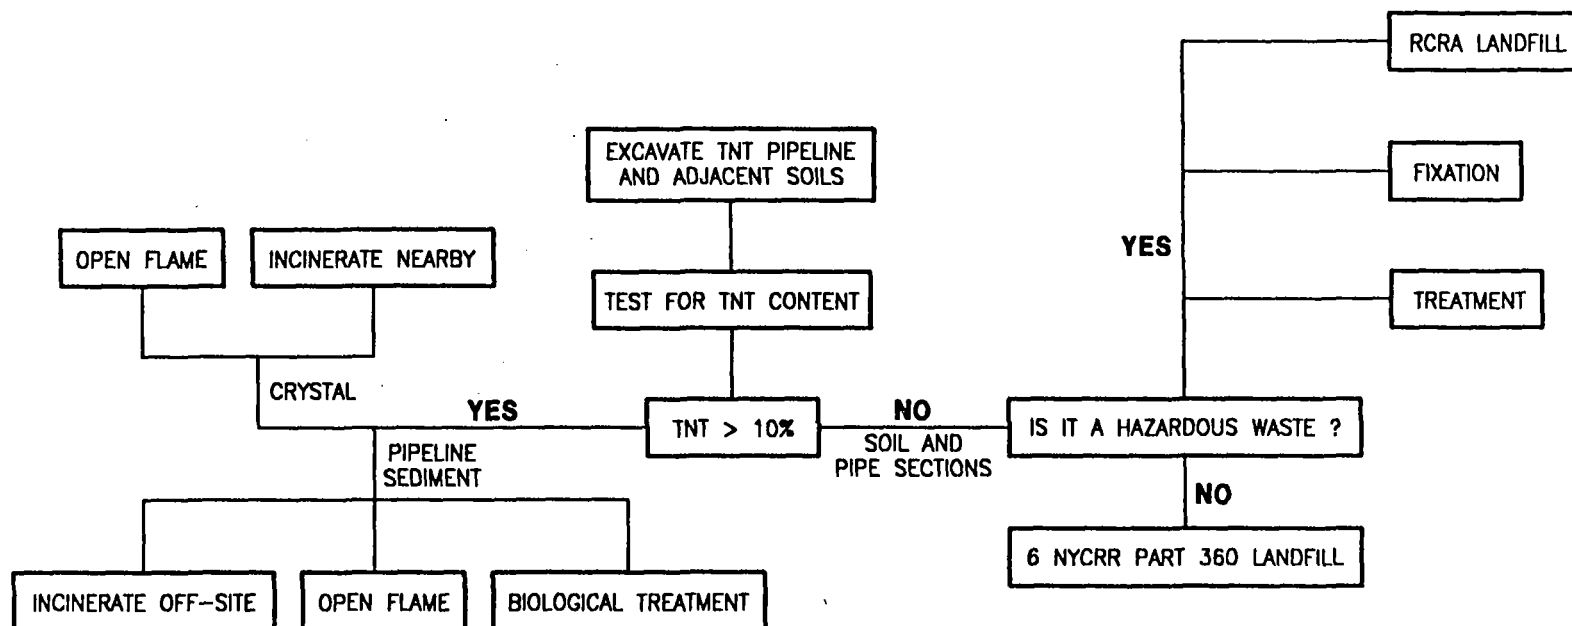 RCRA LANDFILL
EXCAVATE TNT PIPELINE
AND ADJACENT SOILS
FIXATION
OPEN FLAME
INCINERATE NEARBY
YES
TEST FOR TNT CONTENT
TREATMENT
CRYSTAL
YES
TNT > 10%
NO
SOIL AND
PIPE SECTIONS
IS IT A HAZARDOUS WASTE ?
PIPELINE
SEDIMENT
NO
6 NYCRR PART 360 LANDFILL
INCINERATE OFF-SITE
OPEN FLAME
BIOLOGICAL TREATMENT